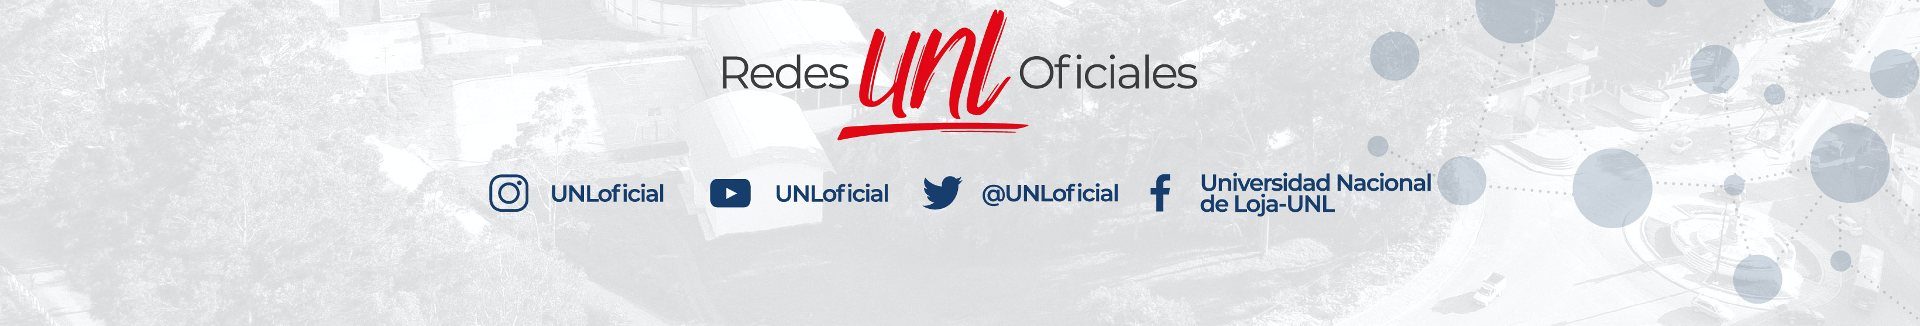 Redes unl Oficiales
UNLoficial
UNLoficial
@UNLoficial
Universidad Nacional
de Loja-UNL